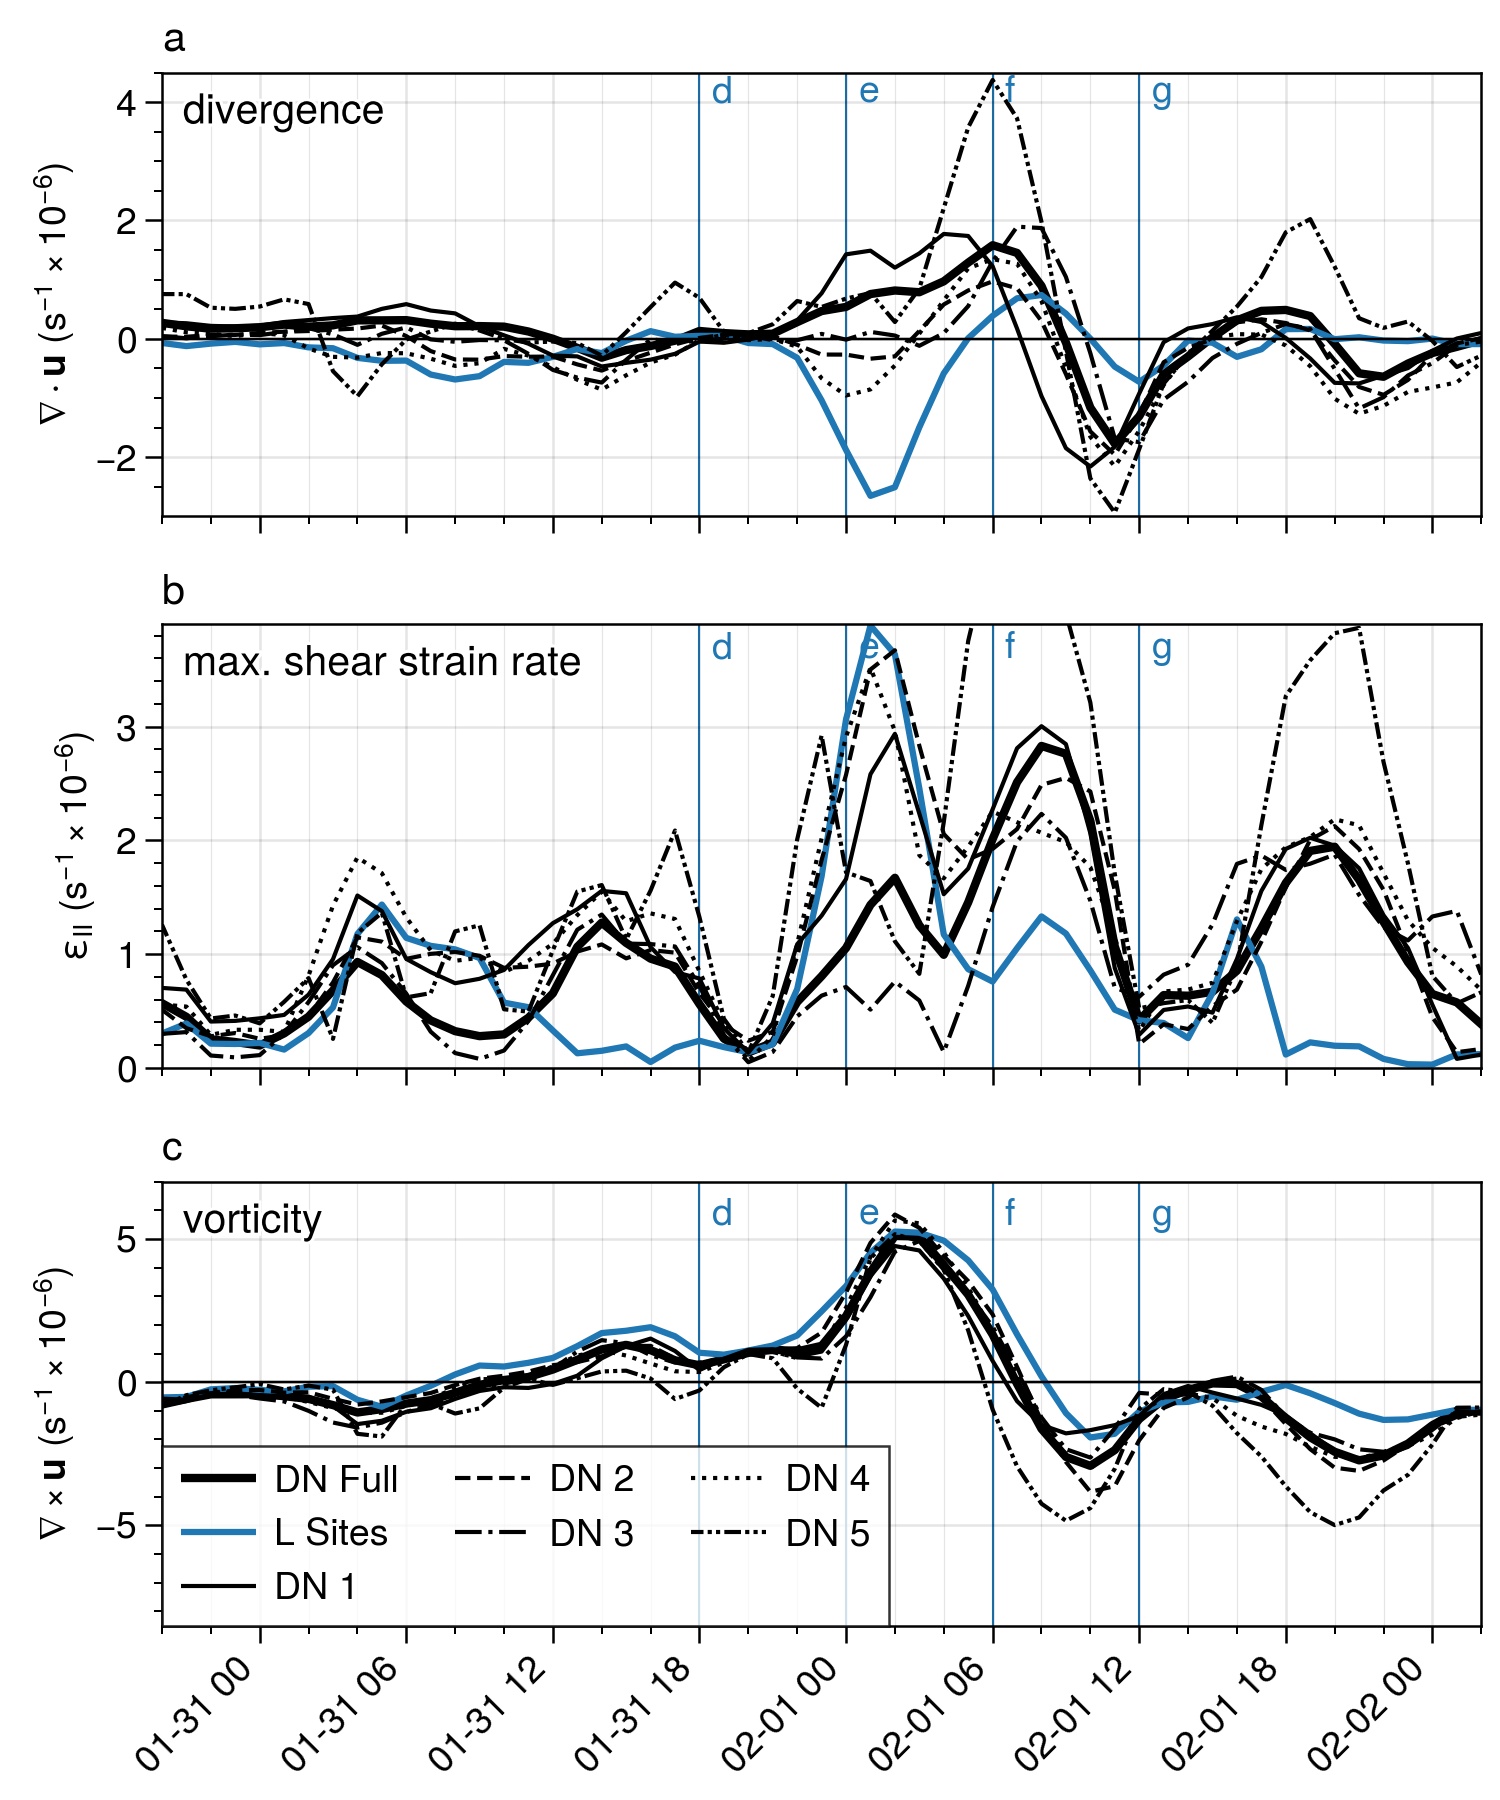 a
divergence
d
e
f
g
4
2
0
−2
∇ · u (s⁻¹ × 10⁻⁶)
b
max. shear strain rate
d
e
f
g
3
2
1
0
ε_II (s⁻¹ × 10⁻⁶)
c
vorticity
d
e
f
g
5
0
−5
∇ × u (s⁻¹ × 10⁻⁶)
DN Full
DN 2
DN 4
L Sites
DN 3
DN 5
DN 1
01-31 00
01-31 06
01-31 12
01-31 18
02-01 00
02-01 06
02-01 12
02-01 18
02-02 00